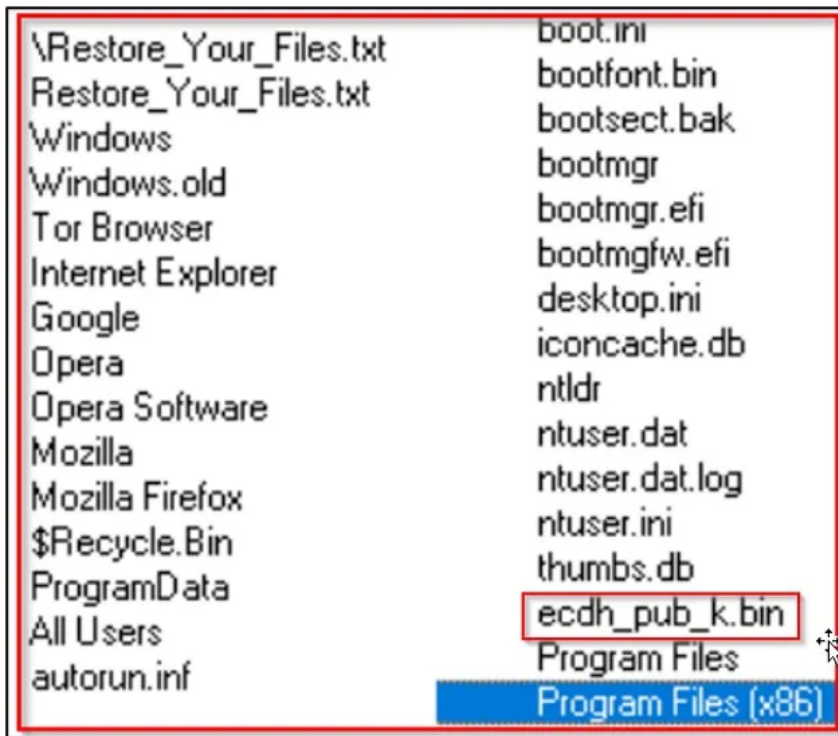 \Restore_Your_Files.txt
Restore_Your_Files.txt
Windows
Windows.old
Tor Browser
Internet Explorer
Google
Opera
Opera Software
Mozilla
Mozilla Firefox
$Recycle.Bin
ProgramData
All Users
autorun.inf
boot.ini
bootfont.bin
bootsect.bak
bootmgr
bootmgr.efi
bootmgfw.efi
desktop.ini
iconcache.db
ntldr
ntuser.dat
ntuser.dat.log
ntuser.ini
thumbs.db
ecdh_pub_k.bin
Program Files
Program Files (x86)